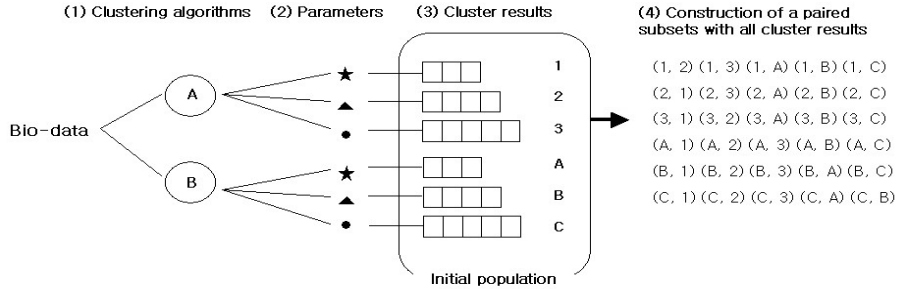 (1) Clustering algorithms
(2) Parameters
(3) Cluster results
(4) Construction of a paired
subsets with all cluster results
Bio-data
A
B
1
2
3
A
B
C
Initial population
(1, 2) (1, 3) (1, A) (1, B) (1, C)
(2, 1) (2, 3) (2, A) (2, B) (2, C)
(3, 1) (3, 2) (3, A) (3, B) (3, C)
(A, 1) (A, 2) (A, 3) (A, B) (A, C)
(B, 1) (B, 2) (B, 3) (B, A) (B, C)
(C, 1) (C, 2) (C, 3) (C, A) (C, B)